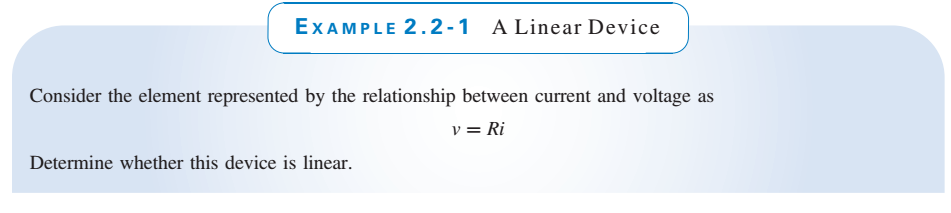 EXAMPLE 2.2-1 A Linear Device
Consider the element represented by the relationship between current and voltage as
v = Ri
Determine whether this device is linear.